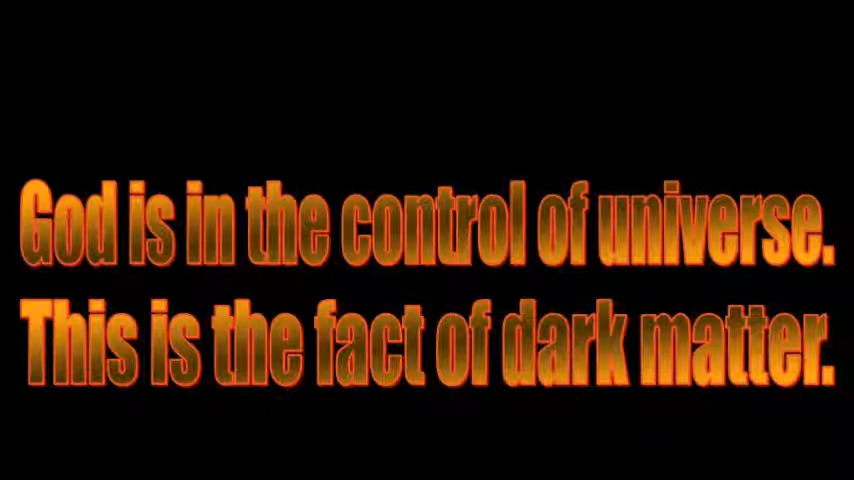 God is in the control of universe.
This is the fact of dark matter.